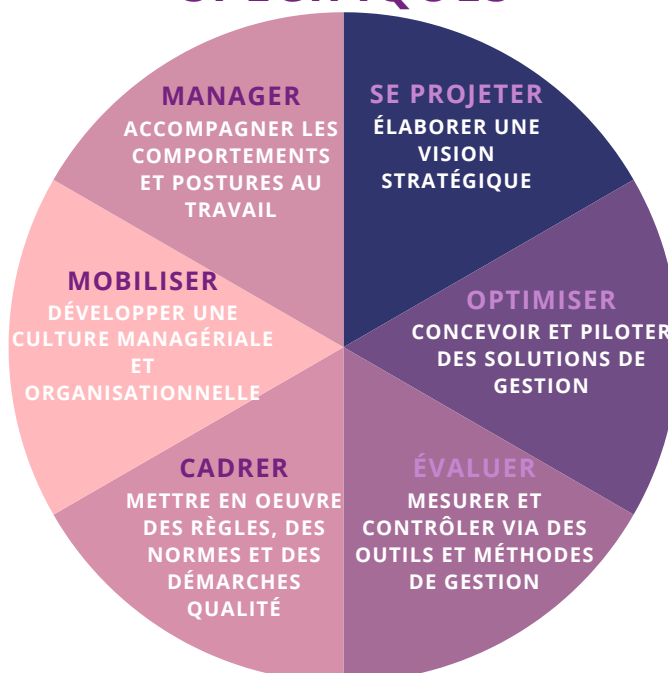 SPÉCIFIQUES
MANAGER
ACCOMPAGNER LES
COMPORTEMENTS
ET POSTURES AU
TRAVAIL
SE PROJETER
ÉLABORER UNE
VISION
STRATÉGIQUE
MOBILISER
DÉVELOPPER UNE
CULTURE MANAGÉRIALE
ET
ORGANISATIONNELLE
OPTIMISER
CONCEVOIR ET PILOTER
DES SOLUTIONS DE
GESTION
CADRER
METTRE EN OEUVRE
DES RÈGLES, DES
NORMES ET DES
DÉMARCHES
QUALITÉ
ÉVALUER
MESURER ET
CONTRÔLER VIA DES
OUTILS ET MÉTHODES
DE GESTION